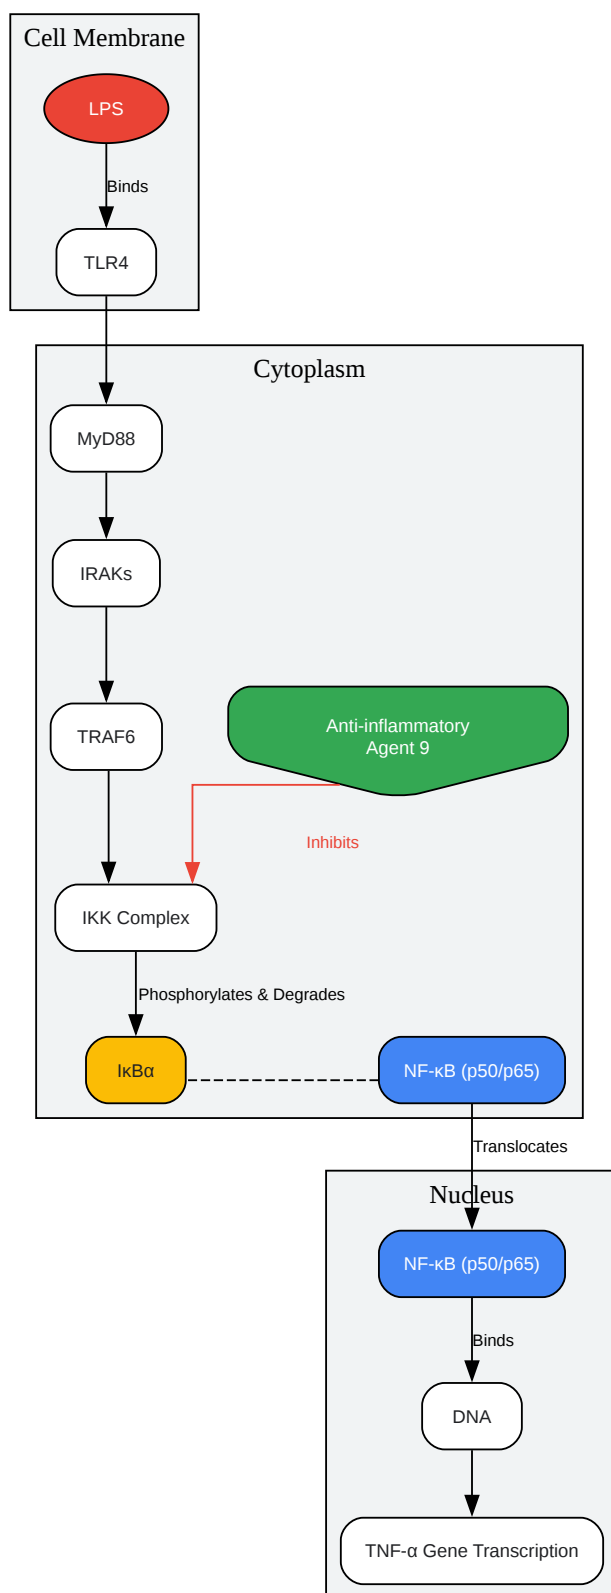 Cell Membrane
LPS
Binds
TLR4
Cytoplasm
MyD88
IRAKs
TRAF6
Anti-inflammatory
Agent 9
Inhibits
IKK Complex
Phosphorylates & Degrades
IκBα
NF-κB (p50/p65)
Translocates
Nucleus
NF-κB (p50/p65)
Binds
DNA
TNF-α Gene Transcription